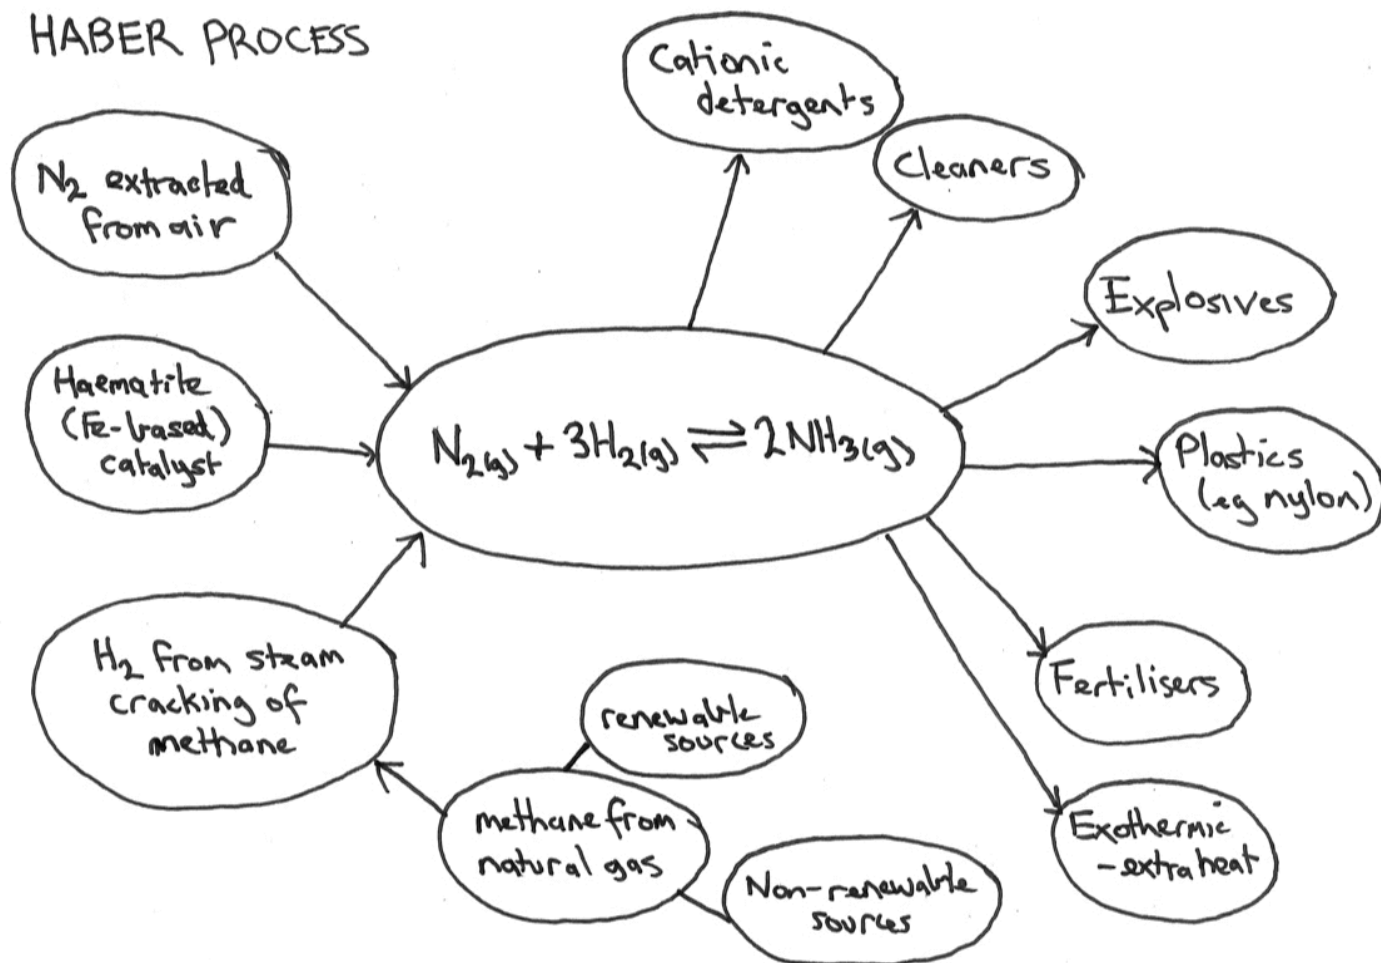 HABER PROCESS
Cationic
detergents
Cleaners
N₂ extracted
from air
Explosives
Haematite
(Fe-based)
catalyst
N₂(g) + 3H₂(g) ⇌ 2NH₃(g)
Plastics
(eg nylon)
H₂ from steam
cracking of
methane
renewable
sources
Fertilisers
methane from
natural gas
Exothermic
- extra heat
Non-renewable
sources